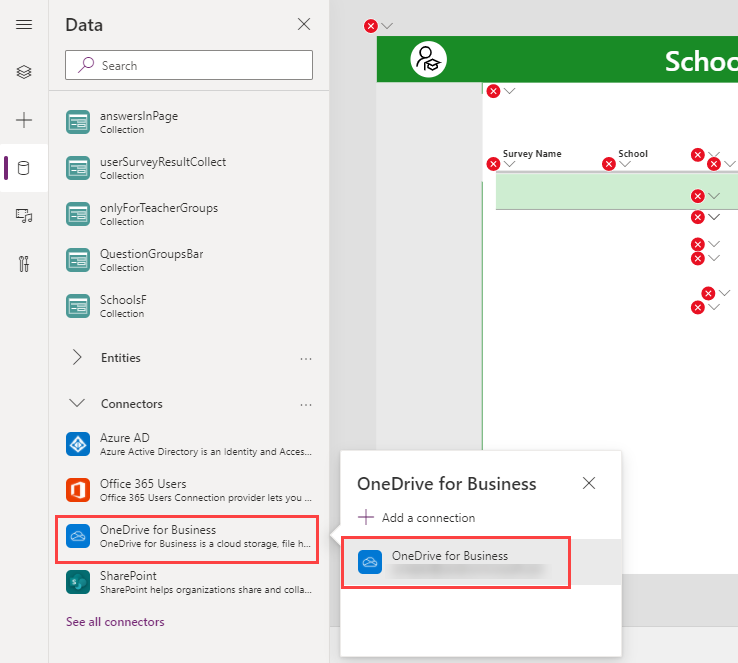 Data
Search
answersInPage
Collection
userSurveyResultCollect
Collection
onlyForTeacherGroups
Collection
QuestionGroupsBar
Collection
SchoolsF
Collection
Entities
Connectors
Azure AD
Azure Active Directory is an Identity and Acces...
Office 365 Users
Office 365 Users Connection provider lets you ...
OneDrive for Business
OneDrive for Business is a cloud storage, file h...
SharePoint
SharePoint helps organizations share and colla...
See all connectors
Schoo
Survey Name
School
OneDrive for Business
Add a connection
OneDrive for Business